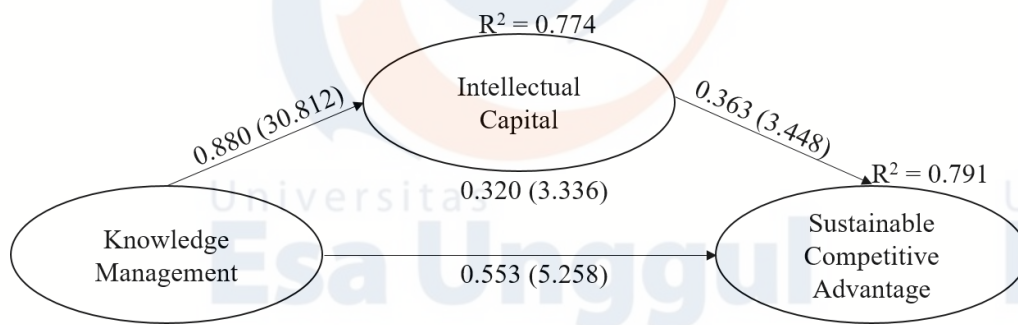 R² = 0.774
Intellectual
Capital
0.880 (30.812)
0.363 (3.448)
0.320 (3.336)
R² = 0.791
Knowledge
Management
0.553 (5.258)
Sustainable
Competitive
Advantage
Universitas
Esa Unggul
U